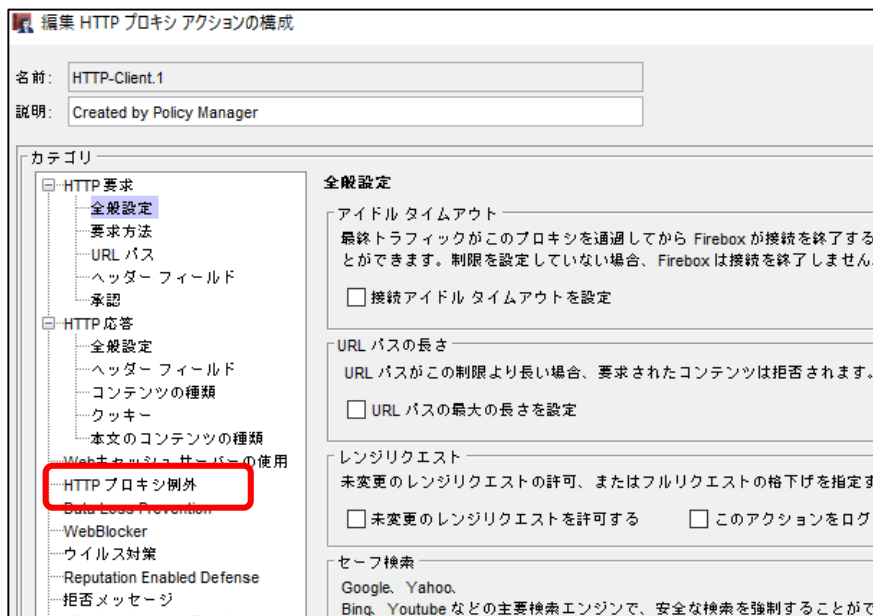 編集 HTTP プロキシ アクションの構成
名前: HTTP-Client.1
説明: Created by Policy Manager
カテゴリ
HTTP 要求
全般設定
要求方法
URL パス
ヘッダー フィールド
承認
HTTP 応答
全般設定
ヘッダー フィールド
コンテンツの種類
クッキー
本文のコンテンツの種類
Webキャッシュ サーバーの使用
HTTP プロキシ例外
Data Loss Prevention
WebBlocker
ウイルス対策
Reputation Enabled Defense
拒否メッセージ
全般設定
アイドル タイムアウト
最終トラフィックがこのプロキシを通過してから Firebox が接続を終了する
とができます。制限を設定していない場合、Firebox は接続を終了しません
接続アイドル タイムアウトを設定
URL パスの長さ
URL パスがこの制限より長い場合、要求されたコンテンツは拒否されます。
URL パスの最大の長さを設定
レンジリクエスト
未変更のレンジリクエストの許可、またはフルリクエストの格下げを指定す
未変更のレンジリクエストを許可する
このアクションをログ
セーフ検索
Google、Yahoo、
Bing、Youtube などの主要検索エンジンで、安全な検索を強制することがで